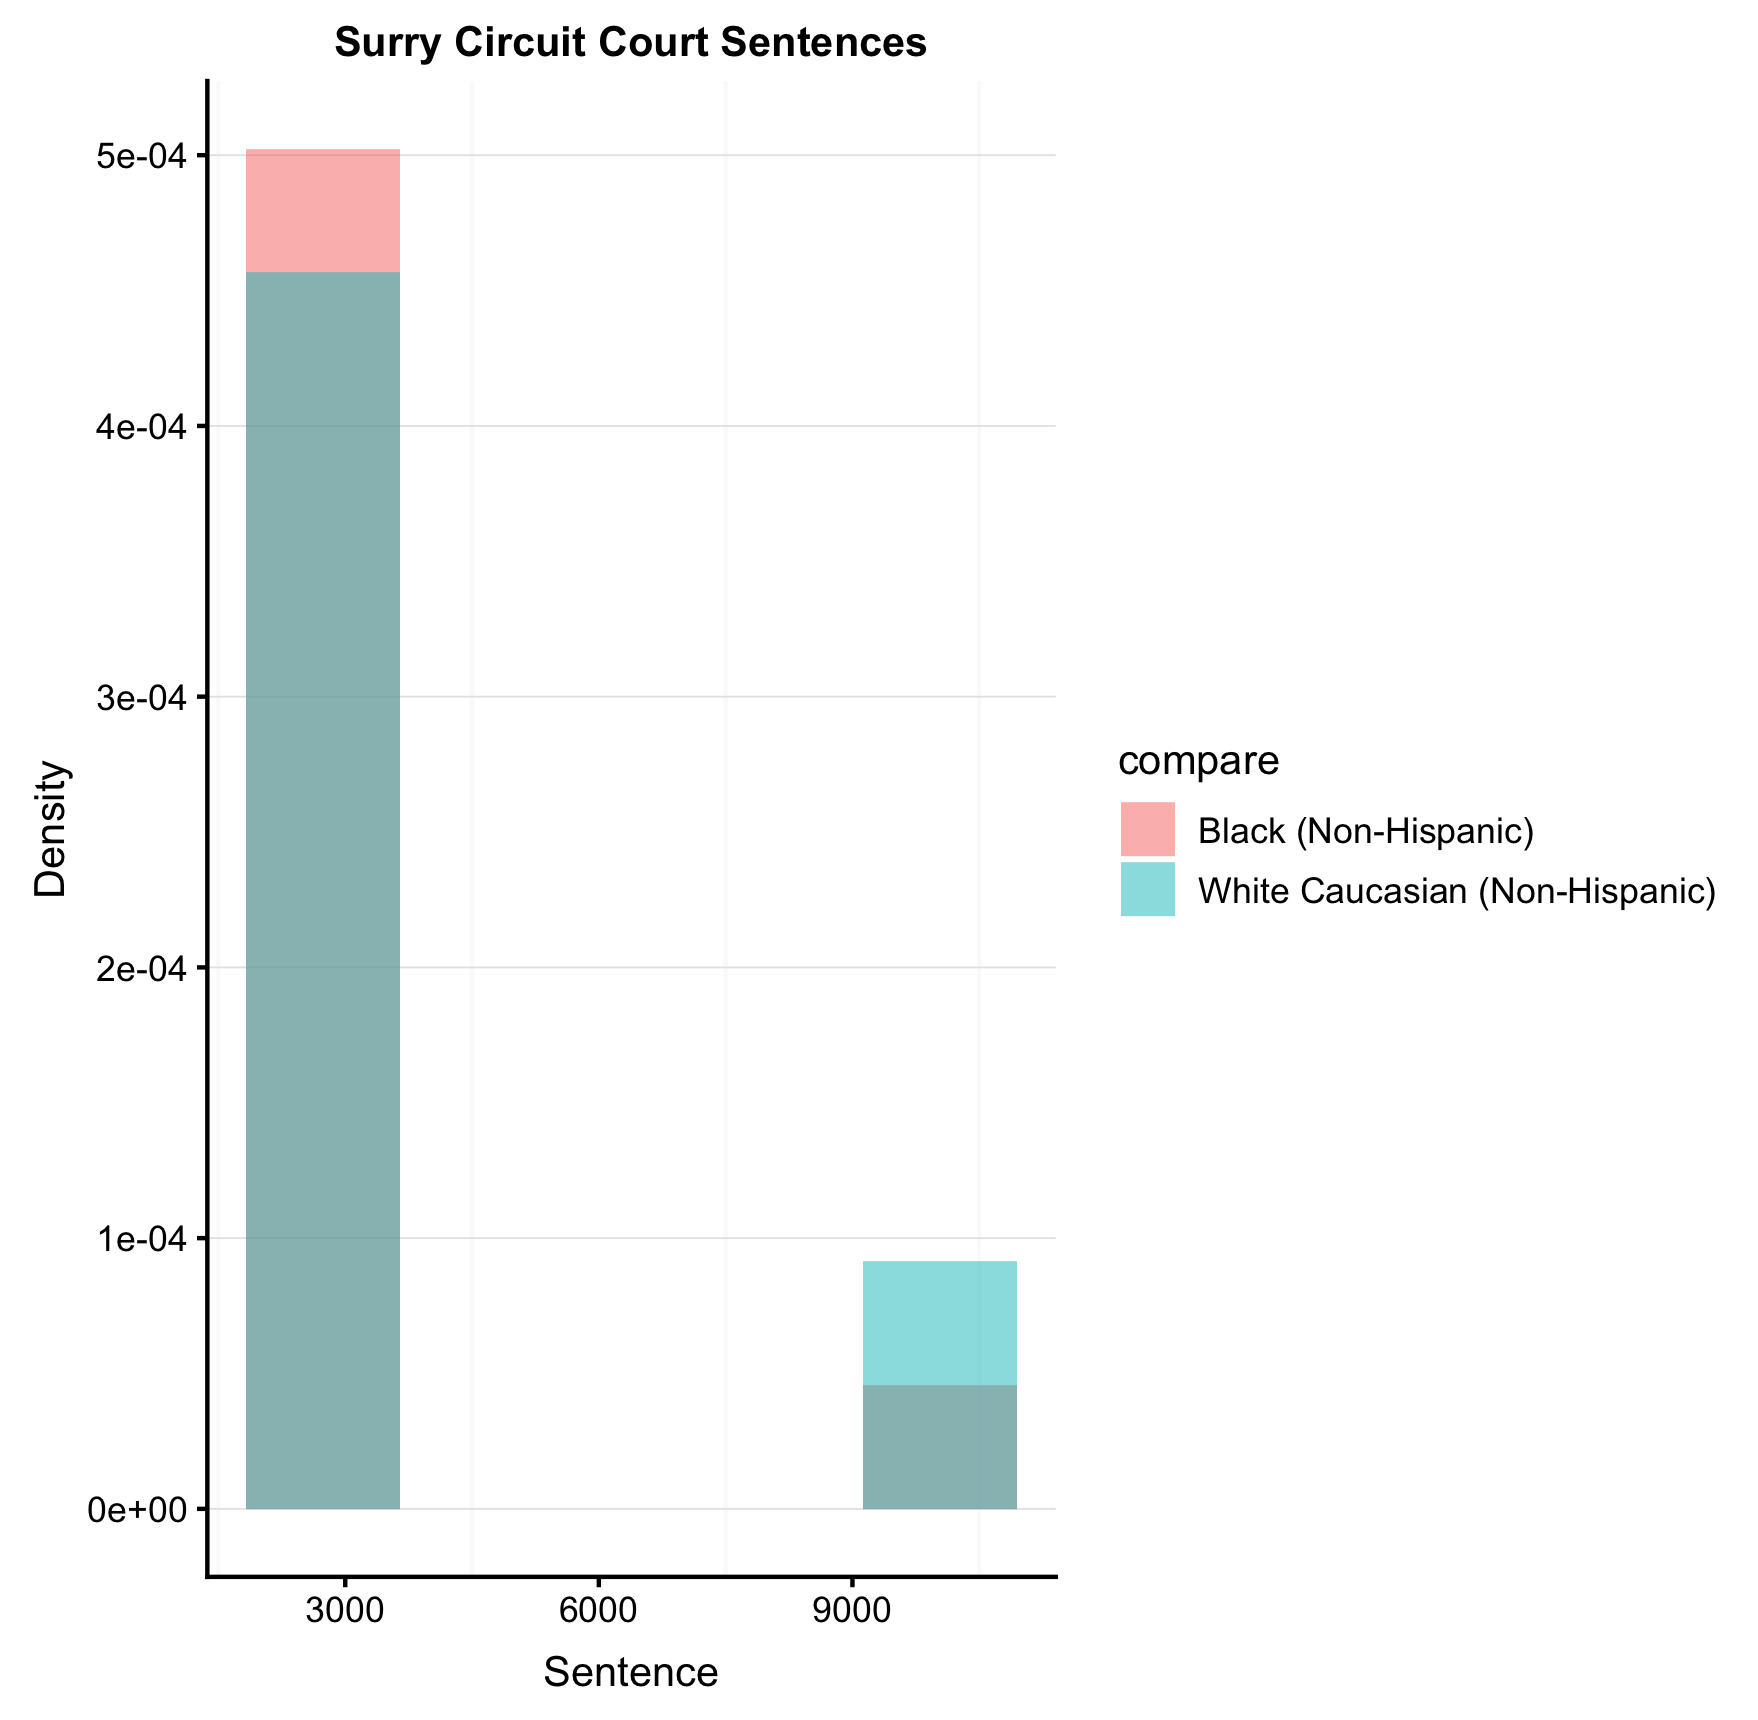 Surry Circuit Court Sentences
5e-04
4e-04
3e-04
2e-04
1e-04
0e+00
Density
3000 6000 9000
Sentence
compare
Black (Non-Hispanic)
White Caucasian (Non-Hispanic)